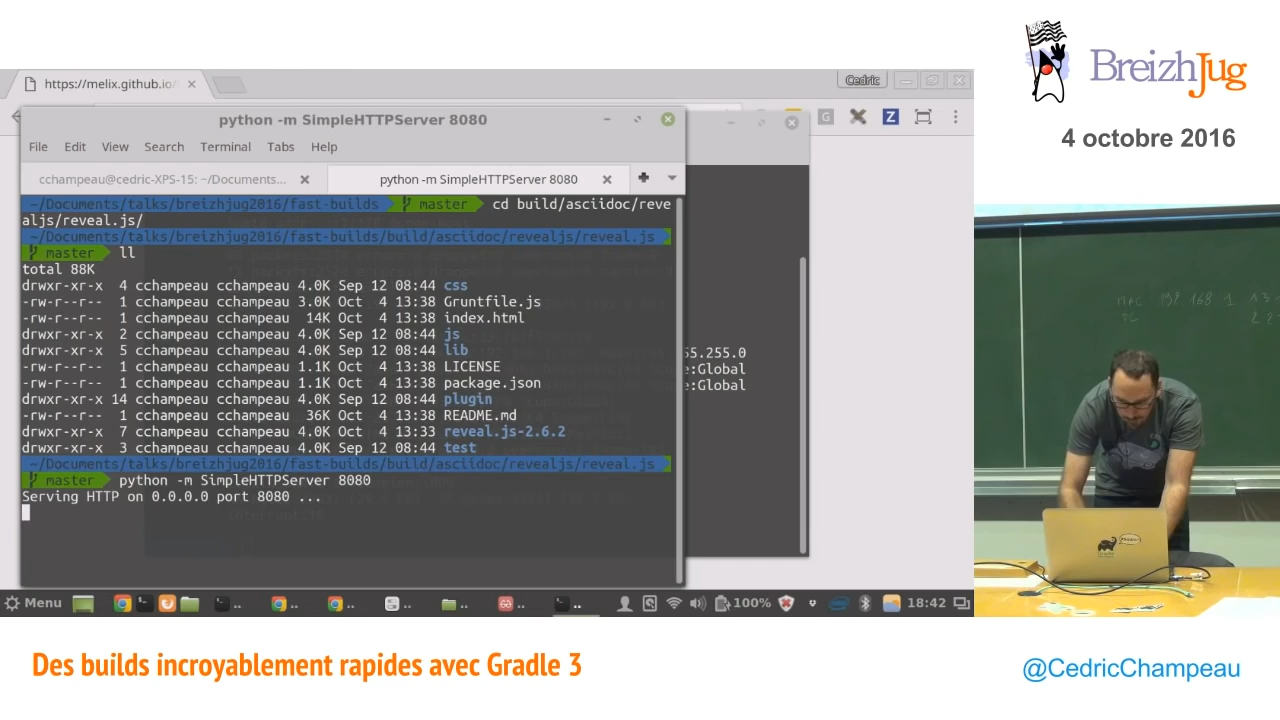 https://melix.github.io/
Cedric
BreizhJug
4 octobre 2016
python -m SimpleHTTPServer 8080
File Edit View Search Terminal Tabs Help
cchampeau@cedric-XPS-15: ~/Documents...
python -m SimpleHTTPServer 8080
~/Documents/talks/breizhjug2016/fast-builds master cd build/asciidoc/reve
aljs/reveal.js/
~/Documents/talks/breizhjug2016/fast-builds/build/asciidoc/revealjs/reveal.js
master ll
total 88K
drwxr-xr-x 4 cchampeau cchampeau 4.0K Sep 12 08:44 css
-rw-r--r-- 1 cchampeau cchampeau 3.0K Oct 4 13:38 Gruntfile.js
-rw-r--r-- 1 cchampeau cchampeau 14K Oct 4 13:38 index.html
drwxr-xr-x 2 cchampeau cchampeau 4.0K Sep 12 08:44 js
drwxr-xr-x 5 cchampeau cchampeau 4.0K Sep 12 08:44 lib
-rw-r--r-- 1 cchampeau cchampeau 1.1K Oct 4 13:38 LICENSE
-rw-r--r-- 1 cchampeau cchampeau 1.1K Oct 4 13:38 package.json
drwxr-xr-x 14 cchampeau cchampeau 4.0K Sep 12 08:44 plugin
-rw-r--r-- 1 cchampeau cchampeau 36K Oct 4 13:38 README.md
drwxr-xr-x 7 cchampeau cchampeau 4.0K Oct 4 13:33 reveal.js-2.6.2
drwxr-xr-x 3 cchampeau cchampeau 4.0K Sep 12 08:44 test
~/Documents/talks/breizhjug2016/fast-builds/build/asciidoc/revealjs/reveal.js
master python -m SimpleHTTPServer 8080
Serving HTTP on 0.0.0.0 port 8080 ...
55.255.0
e:Global
e:Global
168 1
Gradle
Menu 100% 18:42
Des builds incroyablement rapides avec Gradle 3
@CedricChampeau